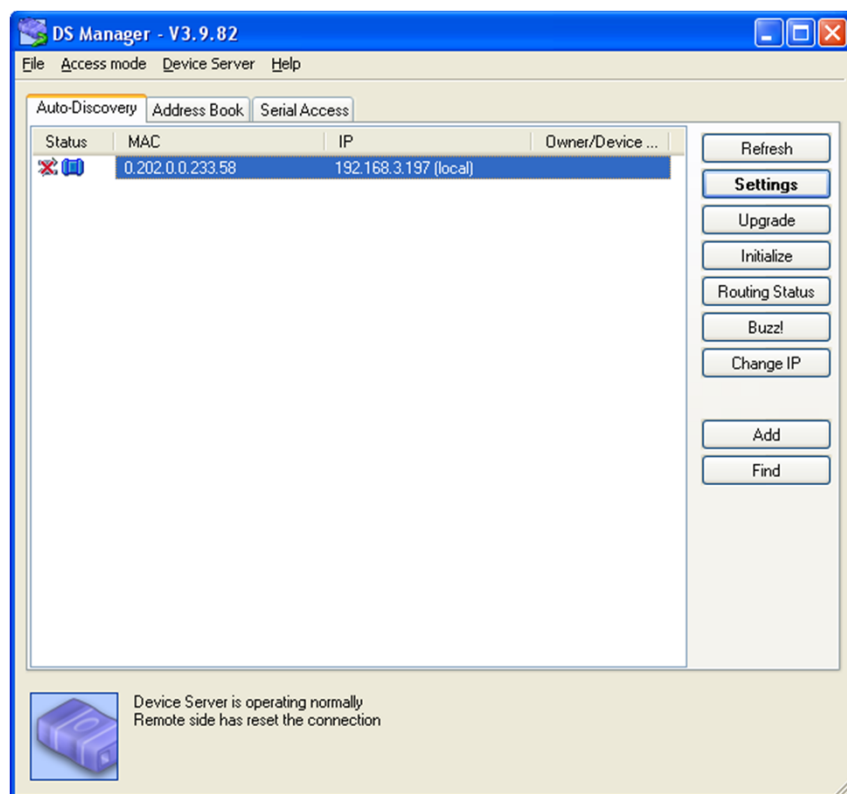 DS Manager - V3.9.82
File Access mode Device Server Help
Auto-Discovery Address Book Serial Access
Status MAC IP Owner/Device ...
0.202.0.0.233.58 192.168.3.197 (local)
Refresh
Settings
Upgrade
Initialize
Routing Status
Buzz!
Change IP
Add
Find
Device Server is operating normally
Remote side has reset the connection